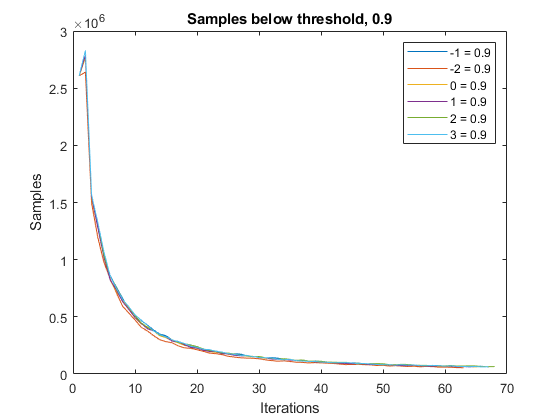 Samples below threshold, 0.9
×10^6
3
2.5
2
1.5
1
0.5
0
0 10 20 30 40 50 60 70
Samples
Iterations
-1 = 0.9
-2 = 0.9
0 = 0.9
1 = 0.9
2 = 0.9
3 = 0.9